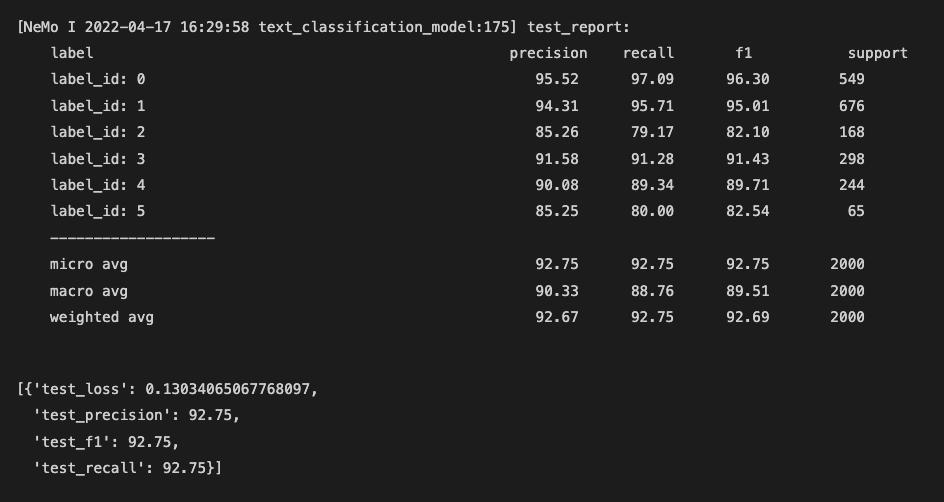 [NeMo I 2022-04-17 16:29:58 text_classification_model:175] test_report:
label precision recall f1 support
label_id: 0 95.52 97.09 96.30 549
label_id: 1 94.31 95.71 95.01 676
label_id: 2 85.26 79.17 82.10 168
label_id: 3 91.58 91.28 91.43 298
label_id: 4 90.08 89.34 89.71 244
label_id: 5 85.25 80.00 82.54 65
-------------------
micro avg 92.75 92.75 92.75 2000
macro avg 90.33 88.76 89.51 2000
weighted avg 92.67 92.75 92.69 2000
[{'test_loss': 0.13034065067768097,
'test_precision': 92.75,
'test_f1': 92.75,
'test_recall': 92.75}]